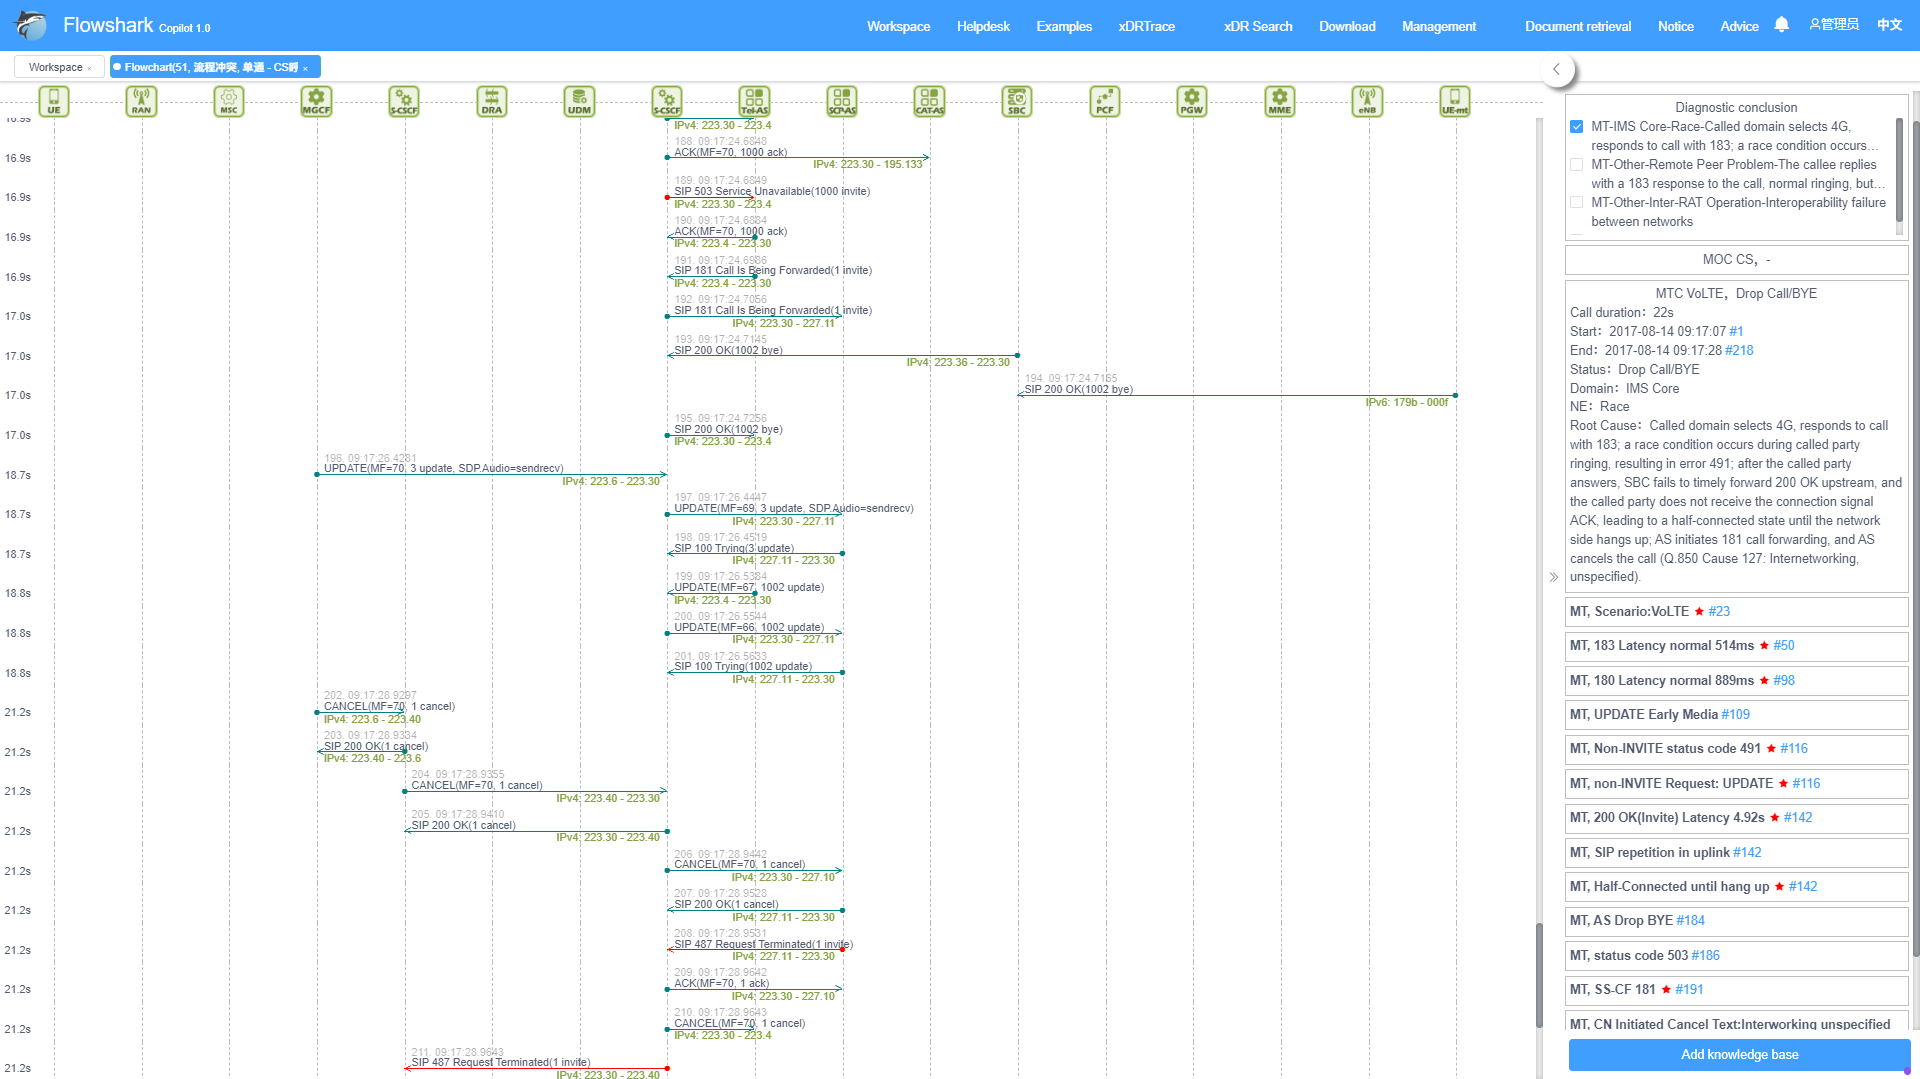 Flowshark Copilot 1.0
Workspace Helpdesk Examples xDRTrace xDR Search Download Management Document retrieval Notice Advice 管理员 中文
Workspace ×
Flowchart(51, 流程冲突, 单通 - CS呼 ×
UE RAN MSC MGCF S-CSCF DRA UDM S-CSCF Tel-AS SCP-AS CAT-AS SBC PCF PGW MME eNB UE-mt
16.9s
IPv4: 223.30 - 223.4
188. 09:17:24.6848
16.9s
ACK(MF=70, 1000 ack)
IPv4: 223.30 - 195.133
189. 09:17:24.6849
16.9s
SIP 503 Service Unavailable(1000 invite)
IPv4: 223.30 - 223.4
190. 09:17:24.6884
16.9s
ACK(MF=70, 1000 ack)
IPv4: 223.4 - 223.30
191. 09:17:24.6986
16.9s
SIP 181 Call Is Being Forwarded(1 invite)
IPv4: 223.4 - 223.30
192. 09:17:24.7056
17.0s
SIP 181 Call Is Being Forwarded(1 invite)
IPv4: 223.30 - 227.11
193. 09:17:24.7145
17.0s
SIP 200 OK(1002 bye)
IPv4: 223.36 - 223.30
194. 09:17:24.7165
17.0s
SIP 200 OK(1002 bye)
IPv6: 179b - 000f
195. 09:17:24.7256
17.0s
SIP 200 OK(1002 bye)
IPv4: 223.30 - 223.4
196. 09:17:26.4281
18.7s
UPDATE(MF=70, 3 update, SDP.Audio=sendrecv)
IPv4: 223.6 - 223.30
197. 09:17:26.4447
18.7s
UPDATE(MF=69, 3 update, SDP.Audio=sendrecv)
IPv4: 223.30 - 227.11
198. 09:17:26.4519
18.7s
SIP 100 Trying(3 update)
IPv4: 227.11 - 223.30
199. 09:17:26.5384
18.8s
UPDATE(MF=67, 1002 update)
IPv4: 223.4 - 223.30
200. 09:17:26.5544
18.8s
UPDATE(MF=66, 1002 update)
IPv4: 223.30 - 227.11
201. 09:17:26.5633
18.8s
SIP 100 Trying(1002 update)
IPv4: 227.11 - 223.30
202. 09:17:28.9297
21.2s
CANCEL(MF=70, 1 cancel)
IPv4: 223.6 - 223.40
203. 09:17:28.9334
21.2s
SIP 200 OK(1 cancel)
IPv4: 223.40 - 223.6
204. 09:17:28.9355
21.2s
CANCEL(MF=70, 1 cancel)
IPv4: 223.40 - 223.30
205. 09:17:28.9410
21.2s
SIP 200 OK(1 cancel)
IPv4: 223.30 - 223.40
206. 09:17:28.9442
21.2s
CANCEL(MF=70, 1 cancel)
IPv4: 223.30 - 227.10
207. 09:17:28.9528
21.2s
SIP 200 OK(1 cancel)
IPv4: 227.11 - 223.30
208. 09:17:28.9531
21.2s
SIP 487 Request Terminated(1 invite)
IPv4: 227.11 - 223.30
209. 09:17:28.9642
21.2s
ACK(MF=70, 1 ack)
IPv4: 223.30 - 227.10
210. 09:17:28.9643
21.2s
CANCEL(MF=70, 1 cancel)
IPv4: 223.30 - 223.4
211. 09:17:28.9643
21.2s
SIP 487 Request Terminated(1 invite)
IPv4: 223.30 - 223.40
Diagnostic conclusion
MT-IMS Core-Race-Called domain selects 4G,
responds to call with 183; a race condition occurs…
MT-Other-Remote Peer Problem-The callee replies
with a 183 response to the call, normal ringing, but…
MT-Other-Inter-RAT Operation-Interoperability failure
between networks
MOC CS，-
MTC VoLTE，Drop Call/BYE
Call duration：22s
Start：2017-08-14 09:17:07 #1
End：2017-08-14 09:17:28 #218
Status：Drop Call/BYE
Domain：IMS Core
NE：Race
Root Cause：Called domain selects 4G, responds to call
with 183; a race condition occurs during called party
ringing, resulting in error 491; after the called party
answers, SBC fails to timely forward 200 OK upstream, and
the called party does not receive the connection signal
ACK, leading to a half-connected state until the network
side hangs up; AS initiates 181 call forwarding, and AS
cancels the call (Q.850 Cause 127: Internetworking,
unspecified).
MT, Scenario:VoLTE ★ #23
MT, 183 Latency normal 514ms ★ #50
MT, 180 Latency normal 889ms ★ #98
MT, UPDATE Early Media #109
MT, Non-INVITE status code 491 ★ #116
MT, non-INVITE Request: UPDATE ★ #116
MT, 200 OK(Invite) Latency 4.92s ★ #142
MT, SIP repetition in uplink #142
MT, Half-Connected until hang up ★ #142
MT, AS Drop BYE #184
MT, status code 503 #186
MT, SS-CF 181 ★ #191
MT, CN Initiated Cancel Text:Interworking unspecified
Add knowledge base